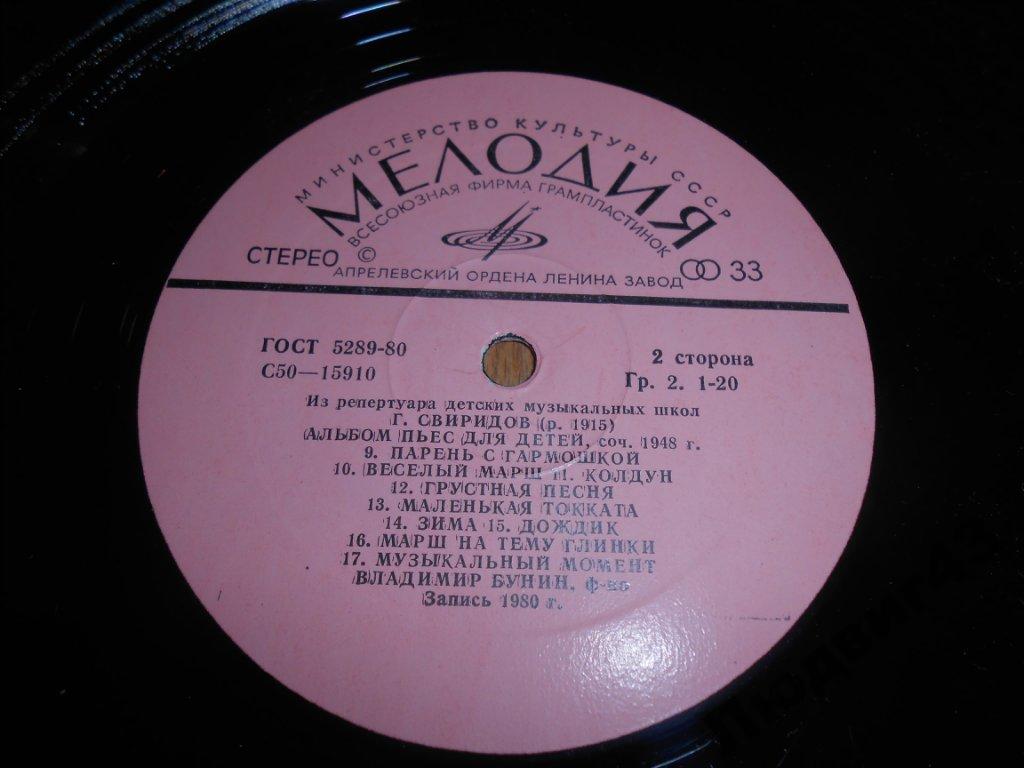 МИНИСТЕРСТВО КУЛЬТУРЫ СССР
МЕЛОДИЯ
ВСЕСОЮЗНАЯ ФИРМА ГРАМПЛАСТИНОК
СТЕРЕО © 33
АПРЕЛЕВСКИЙ ОРДЕНА ЛЕНИНА ЗАВОД
ГОСТ 5289-80 2 сторона
С50—15910 Гр. 2. 1-20
Из репертуара детских музыкальных школ
Г. СВИРИДОВ (р. 1915)
АЛЬБОМ ПЬЕС ДЛЯ ДЕТЕЙ, соч. 1948 г.
9. ПАРЕНЬ С ГАРМОШКОЙ
10. ВЕСЕЛЫЙ МАРШ 11. КОЛДУН
12. ГРУСТНАЯ ПЕСНЯ
13. МАЛЕНЬКАЯ ТОККАТА
14. ЗИМА 15. ДОЖДИК
16. МАРШ НА ТЕМУ ГЛИНКИ
17. МУЗЫКАЛЬНЫЙ МОМЕНТ
ВЛАДИМИР БУНИН, ф-но
Запись 1980 г.
Людвиг43